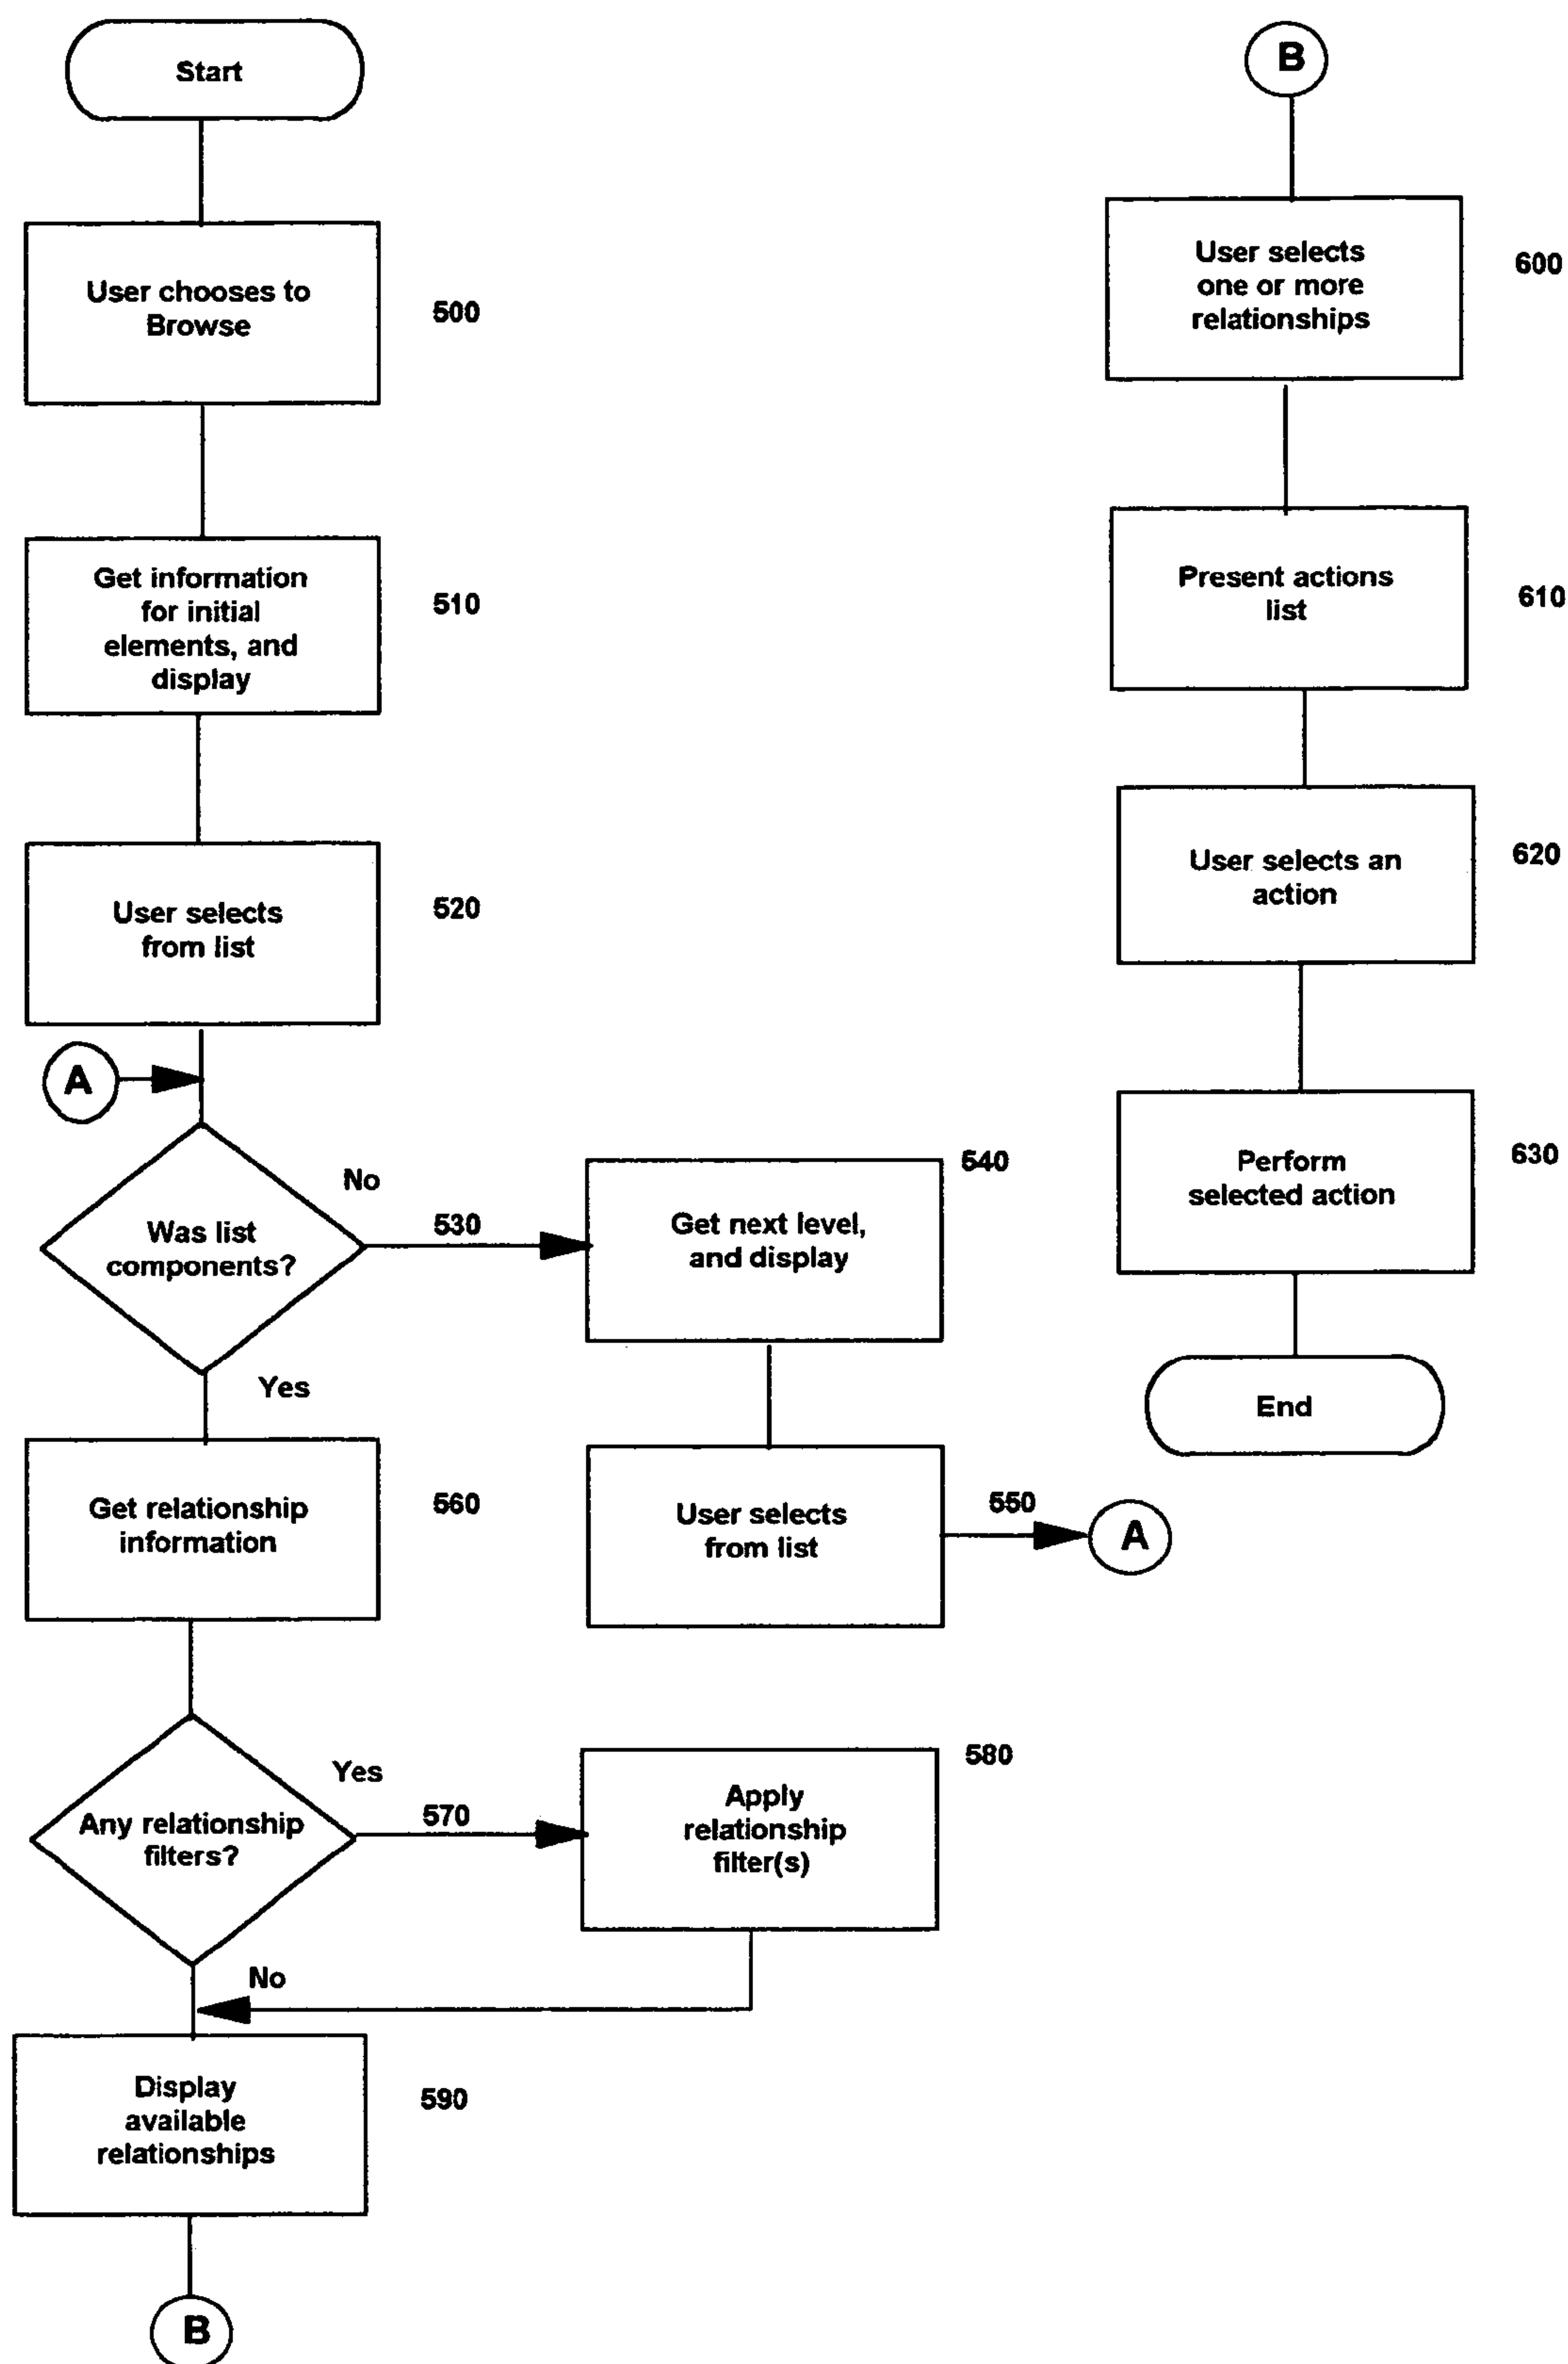 Start
User chooses to
Browse
500
Get information
for initial
elements, and
display
510
User selects
from list
520
A
Was list
components?
No
530
Yes
Get next level,
and display
540
User selects
from list
550
A
Get relationship
information
560
Any relationship
filters?
Yes
570
No
Apply
relationship
filter(s)
580
Display
available
relationships
590
B
B
User selects
one or more
relationships
600
Present actions
list
610
User selects an
action
620
Perform
selected action
630
End